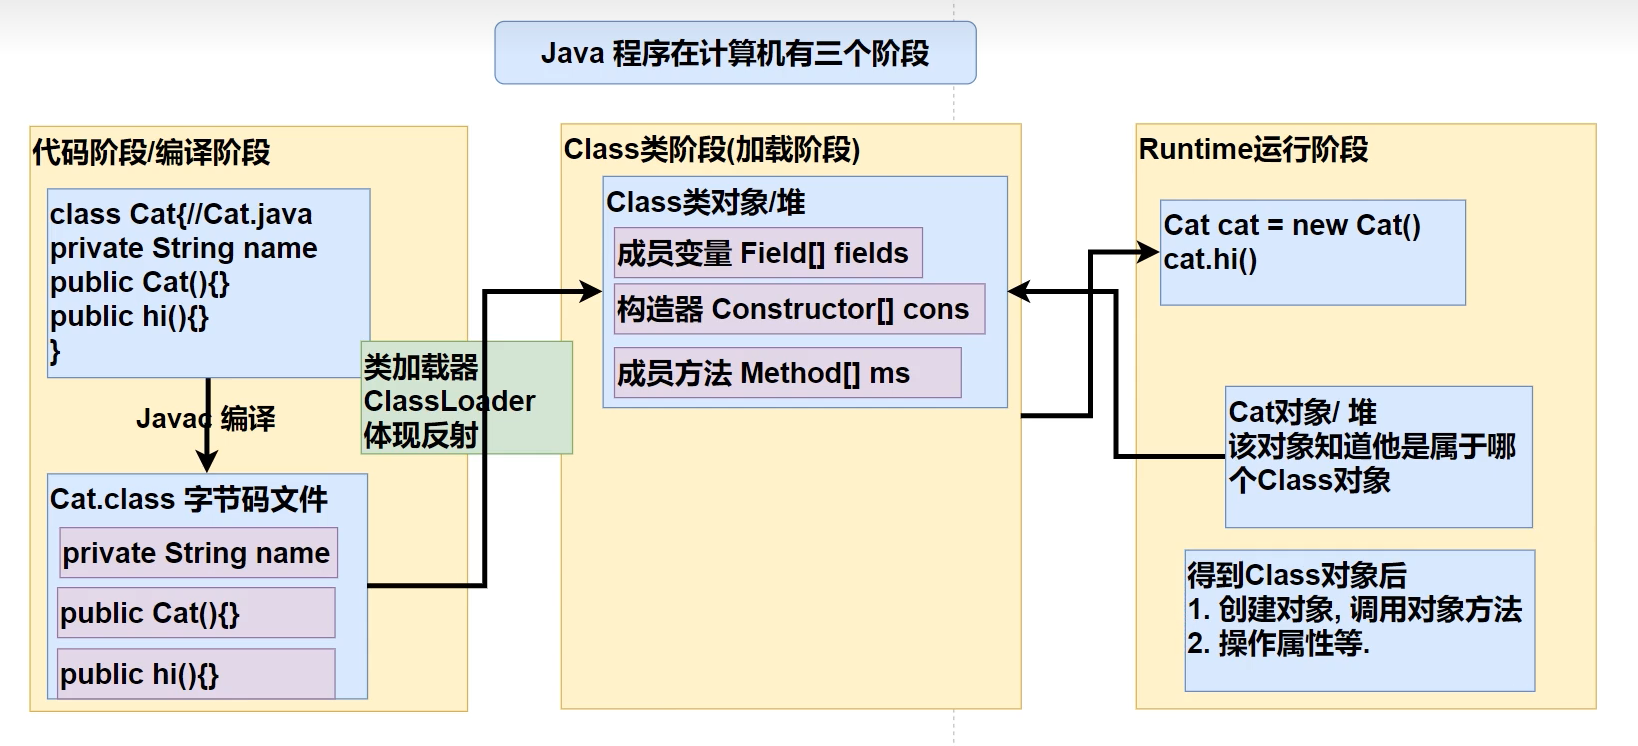 Java 程序在计算机有三个阶段
代码阶段/编译阶段
class Cat{//Cat.java
private String name
public Cat(){}
public hi(){}
}
Javac 编译
Cat.class 字节码文件
private String name
public Cat(){}
public hi(){}
类加载器
ClassLoader
体现反射
Class类阶段(加载阶段)
Class类对象/堆
成员变量 Field[] fields
构造器 Constructor[] cons
成员方法 Method[] ms
Runtime运行阶段
Cat cat = new Cat()
cat.hi()
Cat对象/ 堆
该对象知道他是属于哪
个Class对象
得到Class对象后
1. 创建对象, 调用对象方法
2. 操作属性等.